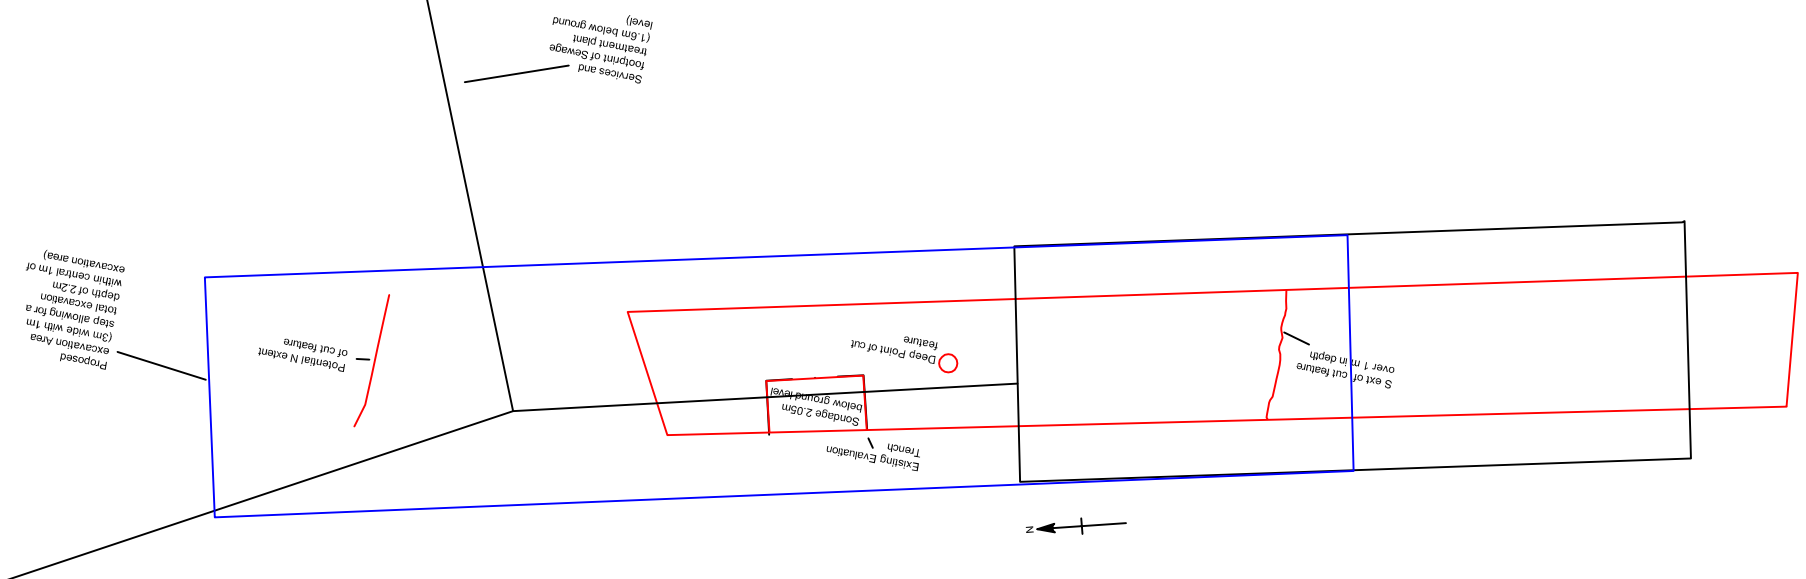 Services and
footprint of Sewage
treatment plant
(1.6m below ground
level)
Proposed
excavation Area
(3m wide with 1m
step allowing for a
total excavation
depth of 2.2m
within central 1m of
excavation area)
Potential N extent
of cut feature
Deep Point of cut
feature
Sondage 2.05m
below ground level
Existing Evaluation
Trench
S ext of cut feature
over 1 m in depth
N